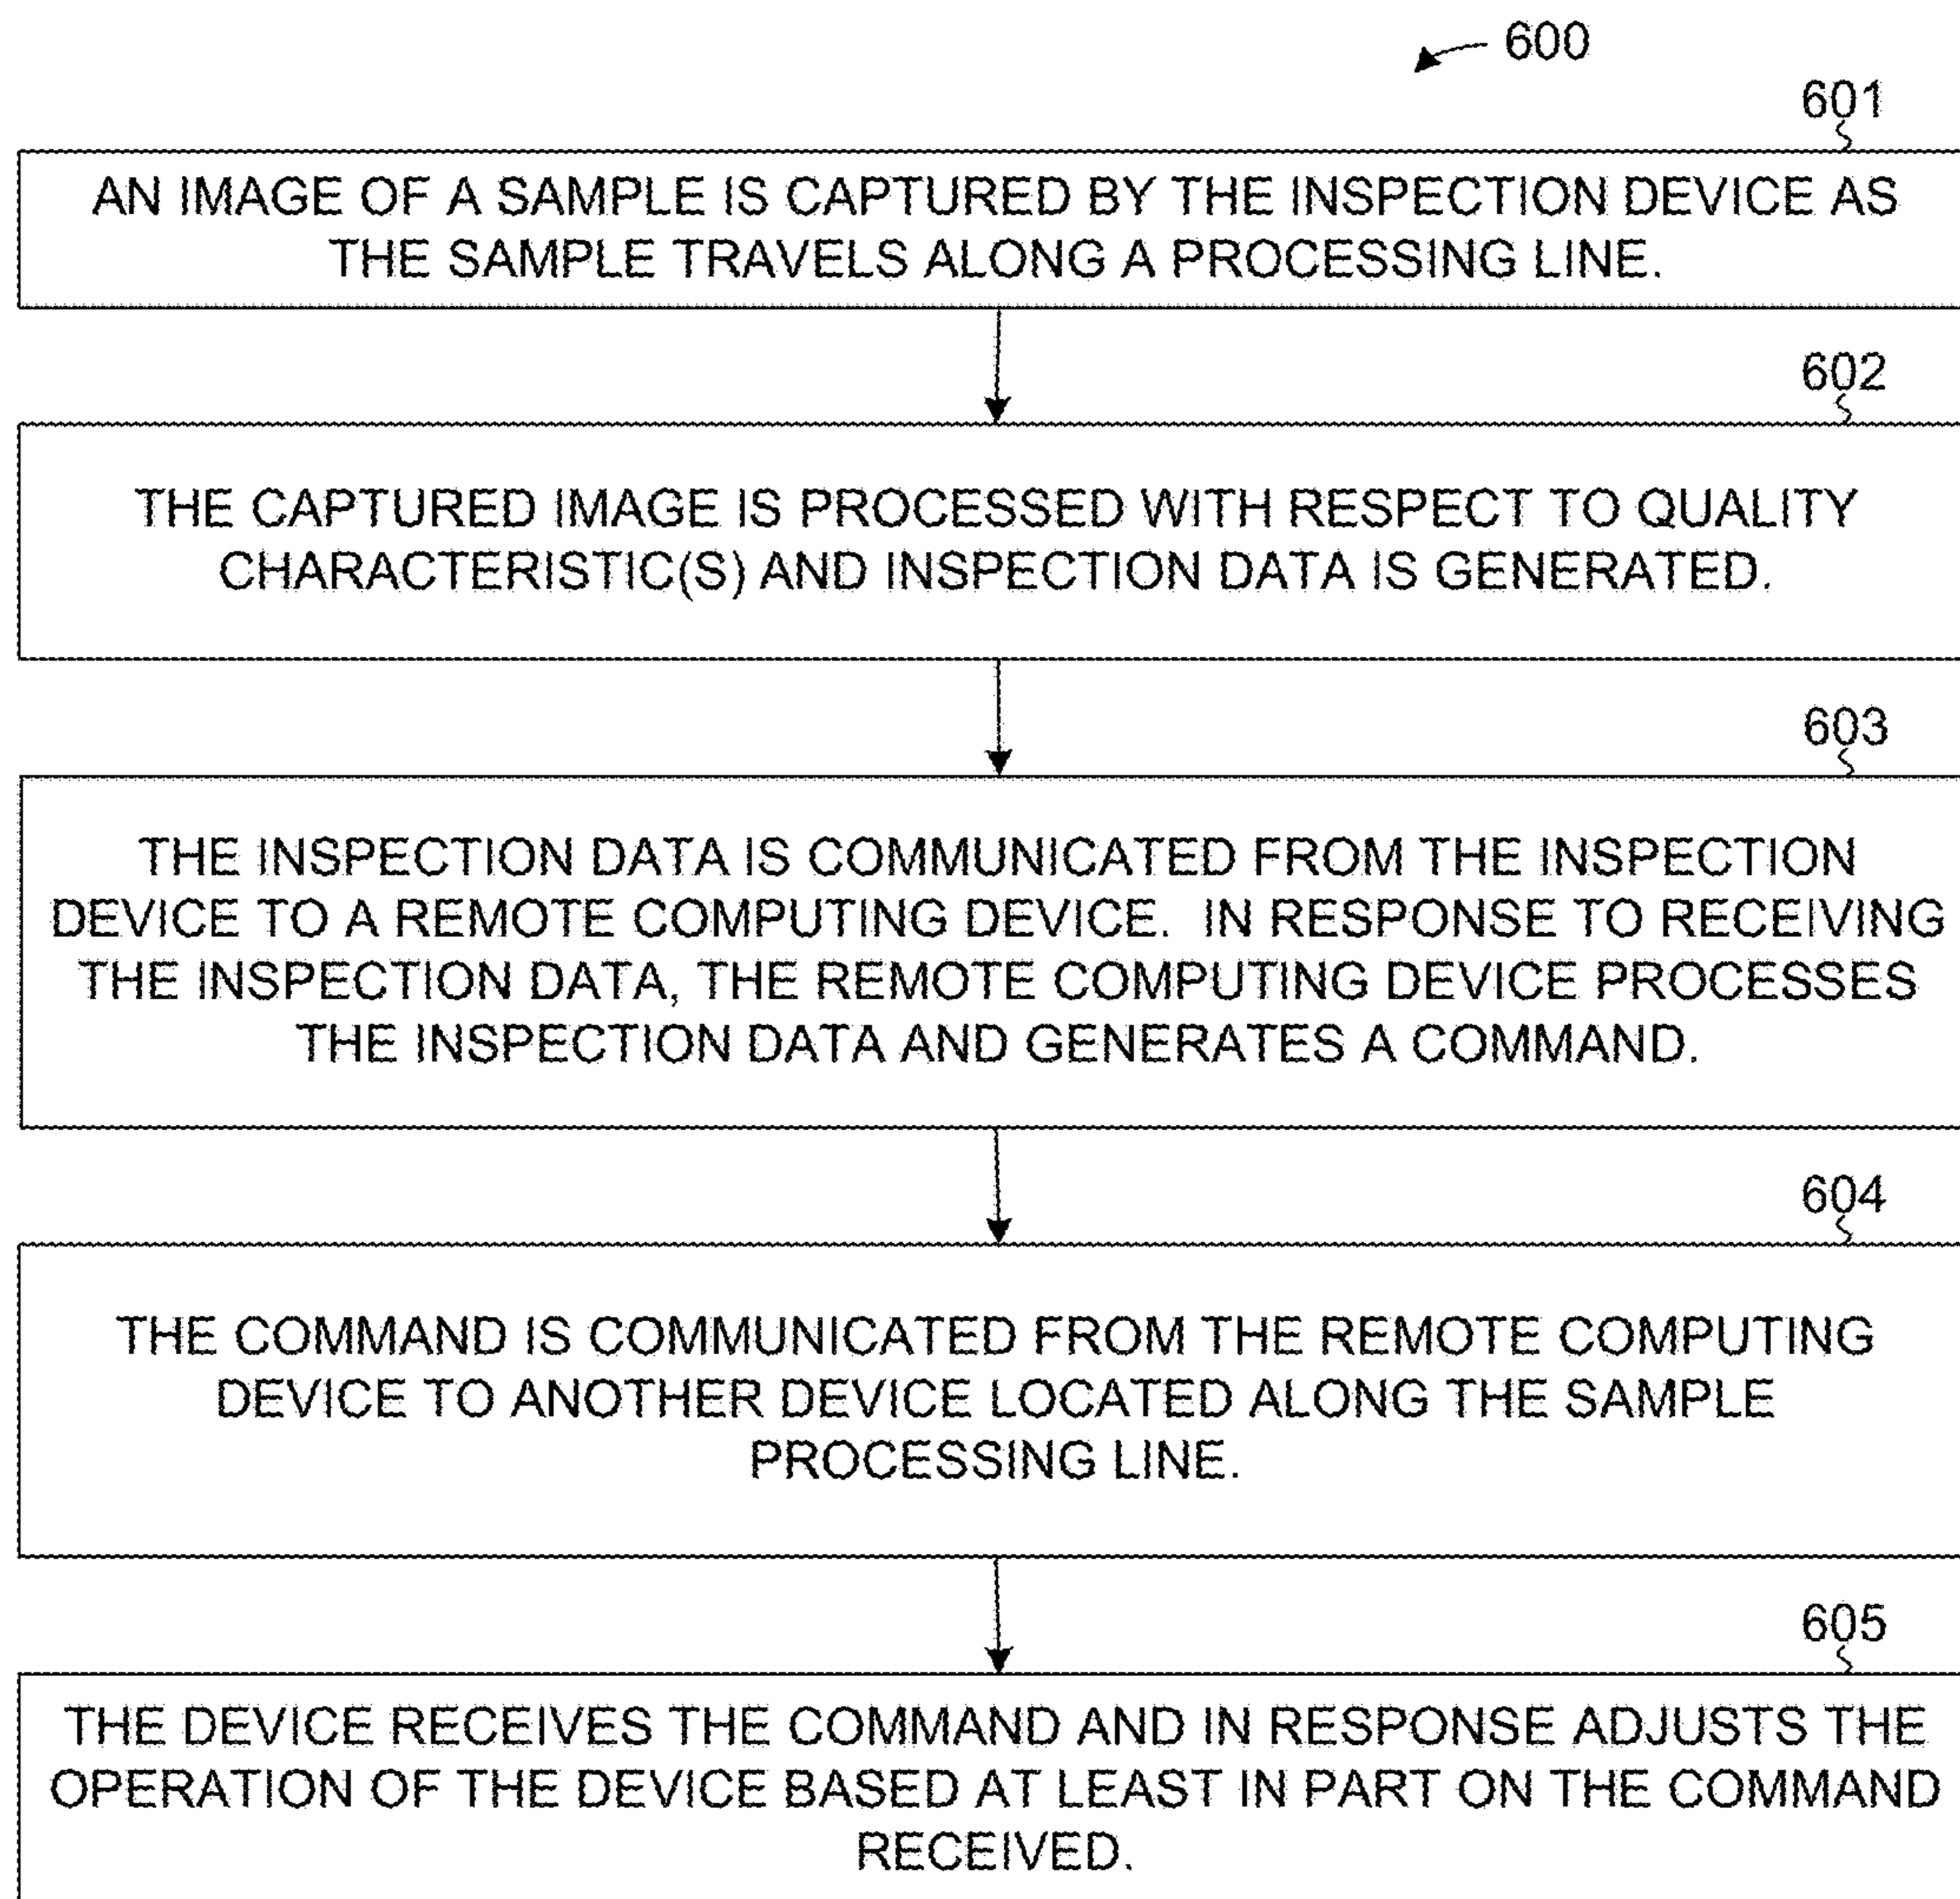 600
601
AN IMAGE OF A SAMPLE IS CAPTURED BY THE INSPECTION DEVICE AS
THE SAMPLE TRAVELS ALONG A PROCESSING LINE.
602
THE CAPTURED IMAGE IS PROCESSED WITH RESPECT TO QUALITY
CHARACTERISTIC(S) AND INSPECTION DATA IS GENERATED.
603
THE INSPECTION DATA IS COMMUNICATED FROM THE INSPECTION
DEVICE TO A REMOTE COMPUTING DEVICE. IN RESPONSE TO RECEIVING
THE INSPECTION DATA, THE REMOTE COMPUTING DEVICE PROCESSES
THE INSPECTION DATA AND GENERATES A COMMAND.
604
THE COMMAND IS COMMUNICATED FROM THE REMOTE COMPUTING
DEVICE TO ANOTHER DEVICE LOCATED ALONG THE SAMPLE
PROCESSING LINE.
605
THE DEVICE RECEIVES THE COMMAND AND IN RESPONSE ADJUSTS THE
OPERATION OF THE DEVICE BASED AT LEAST IN PART ON THE COMMAND
RECEIVED.